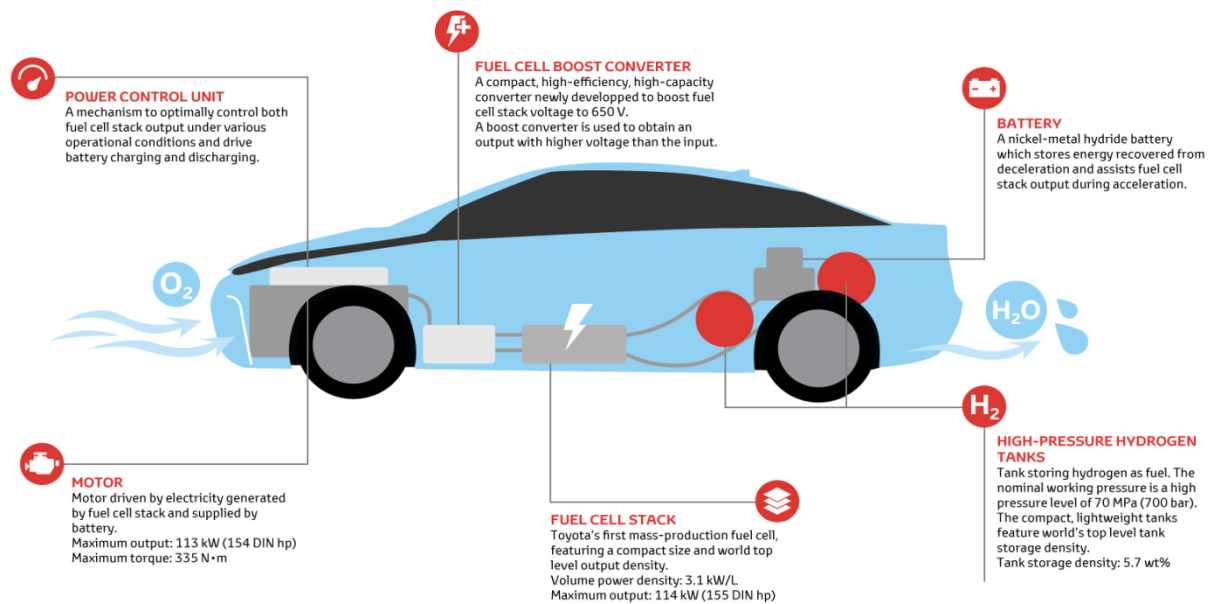 FUEL CELL BOOST CONVERTER
A compact, high-efficiency, high-capacity
converter newly developped to boost fuel
cell stack voltage to 650 V.
A boost converter is used to obtain an
output with higher voltage than the input.
POWER CONTROL UNIT
A mechanism to optimally control both
fuel cell stack output under various
operational conditions and drive
battery charging and discharging.
BATTERY
A nickel-metal hydride battery
which stores energy recovered from
deceleration and assists fuel cell
stack output during acceleration.
O₂
H₂O
H₂
HIGH-PRESSURE HYDROGEN
TANKS
Tank storing hydrogen as fuel. The
nominal working pressure is a high
pressure level of 70 MPa (700 bar).
The compact, lightweight tanks
feature world's top level tank
storage density.
Tank storage density: 5.7 wt%
MOTOR
Motor driven by electricity generated
by fuel cell stack and supplied by
battery.
Maximum output: 113 kW (154 DIN hp)
Maximum torque: 335 N•m
FUEL CELL STACK
Toyota's first mass-production fuel cell,
featuring a compact size and world top
level output density.
Volume power density: 3.1 kW/L
Maximum output: 114 kW (155 DIN hp)